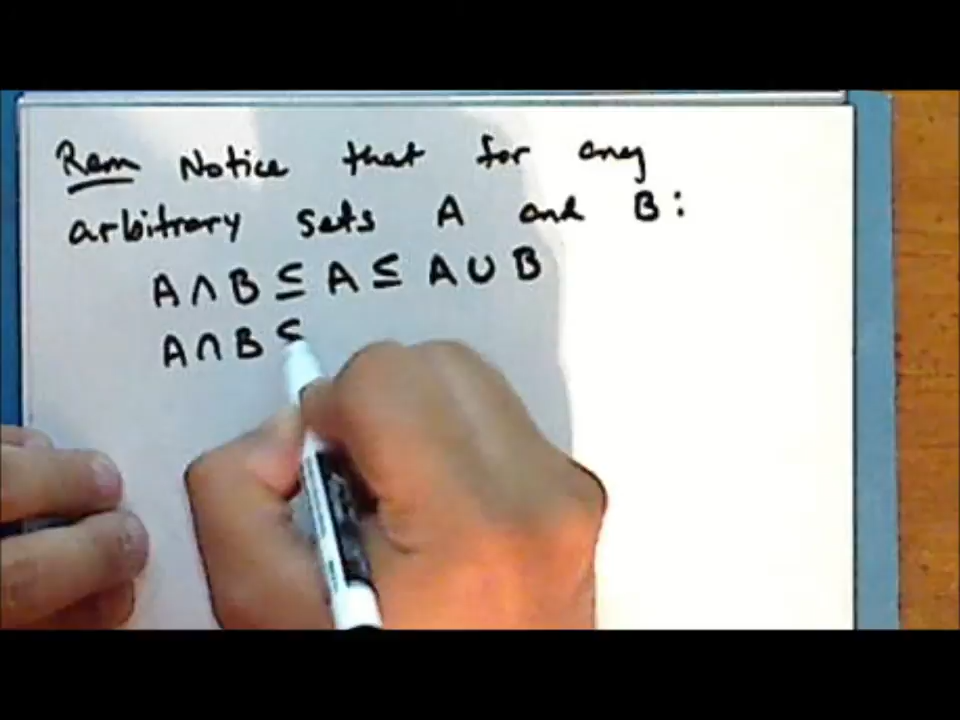 Rem Notice that for any
arbitrary sets A and B:
A ∩ B ⊆ A ⊆ A ∪ B
A ∩ B ⊆